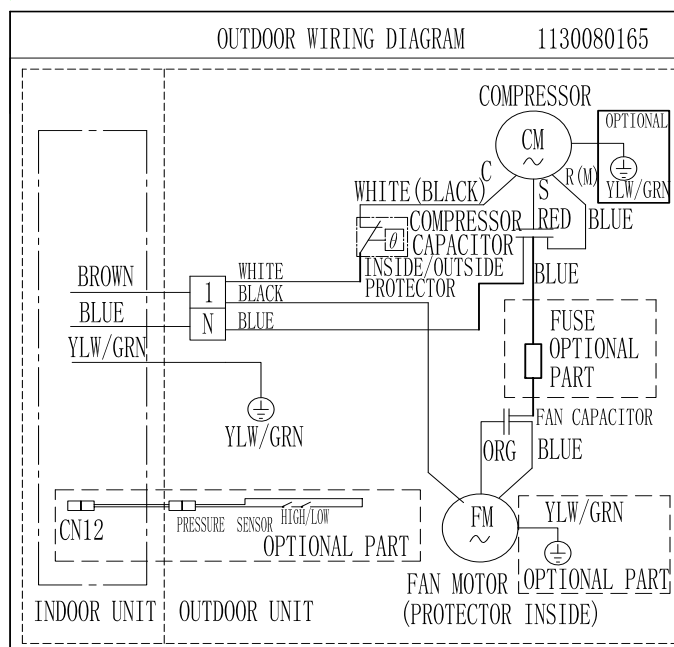 OUTDOOR WIRING DIAGRAM 1130080165
COMPRESSOR
OPTIONAL
CM
C
S
R(M)
YLW/GRN
WHITE(BLACK)
COMPRESSOR
CAPACITOR
RED
BLUE
θ
INSIDE/OUTSIDE
PROTECTOR
BLUE
BROWN
1
WHITE
BLACK
BLUE
N
BLUE
YLW/GRN
YLW/GRN
FUSE
OPTIONAL
PART
FAN CAPACITOR
ORG
BLUE
CN12
PRESSURE SENSOR
HIGH/LOW
OPTIONAL PART
FM
YLW/GRN
OPTIONAL PART
FAN MOTOR
(PROTECTOR INSIDE)
INDOOR UNIT
OUTDOOR UNIT